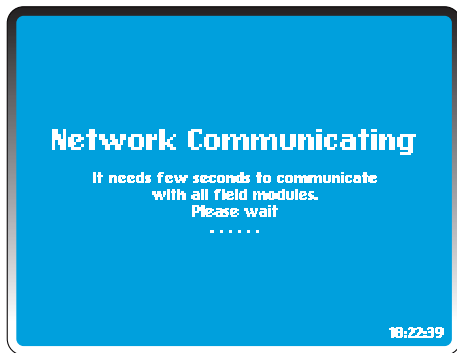 Network Communicating
It needs few seconds to communicate
with all field modules.
Please wait
. . . . . .
18:22:39